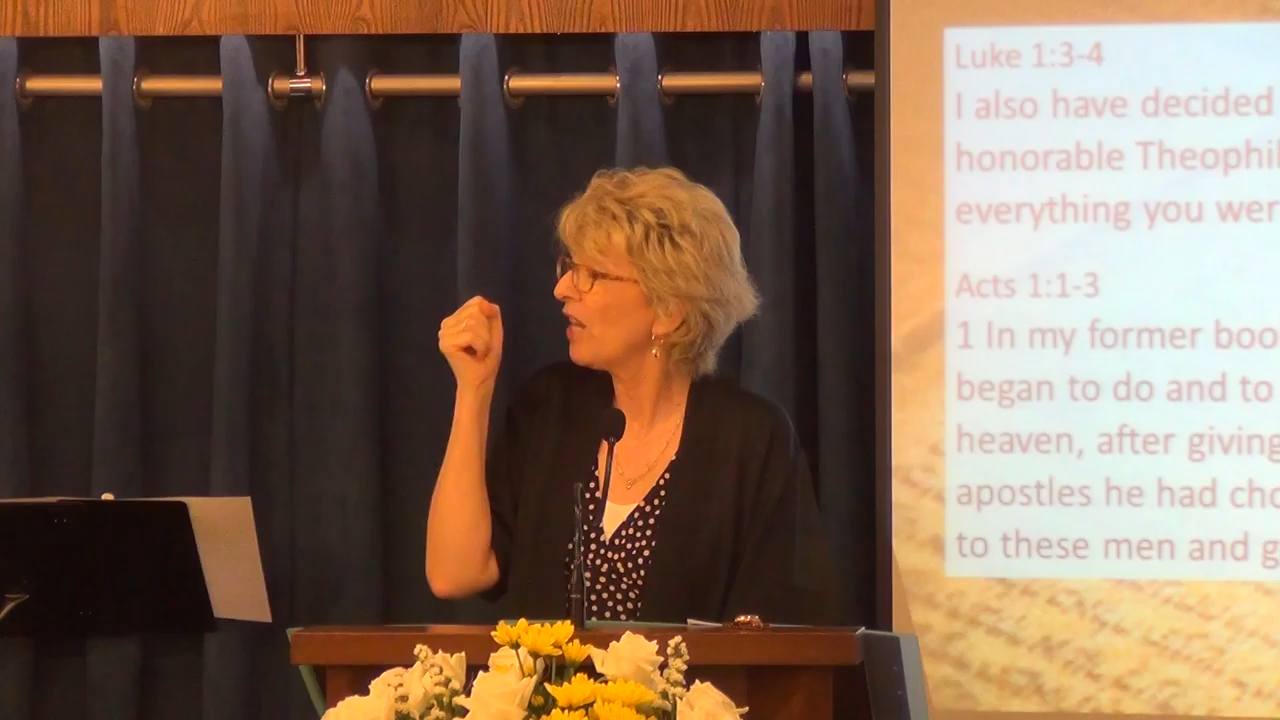 Luke 1:3-4
I also have decided
honorable Theophil
everything you wer
Acts 1:1-3
1 In my former boo
began to do and to
heaven, after giving
apostles he had cho
to these men and g